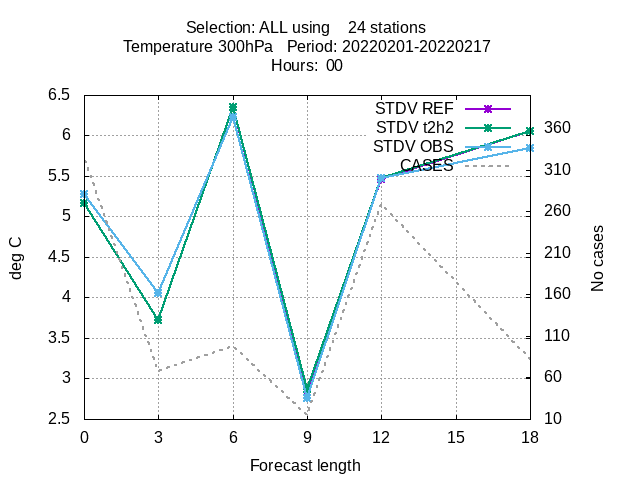 Selection: ALL using    24 stations
Temperature 300hPa   Period: 20220201-20220217
Hours:  00
STDV REF
STDV t2h2
STDV OBS
CASES
6.5
6
5.5
5
4.5
4
3.5
3
2.5
deg C
360
310
260
210
160
110
60
10
No cases
0 3 6 9 12 15 18
Forecast length